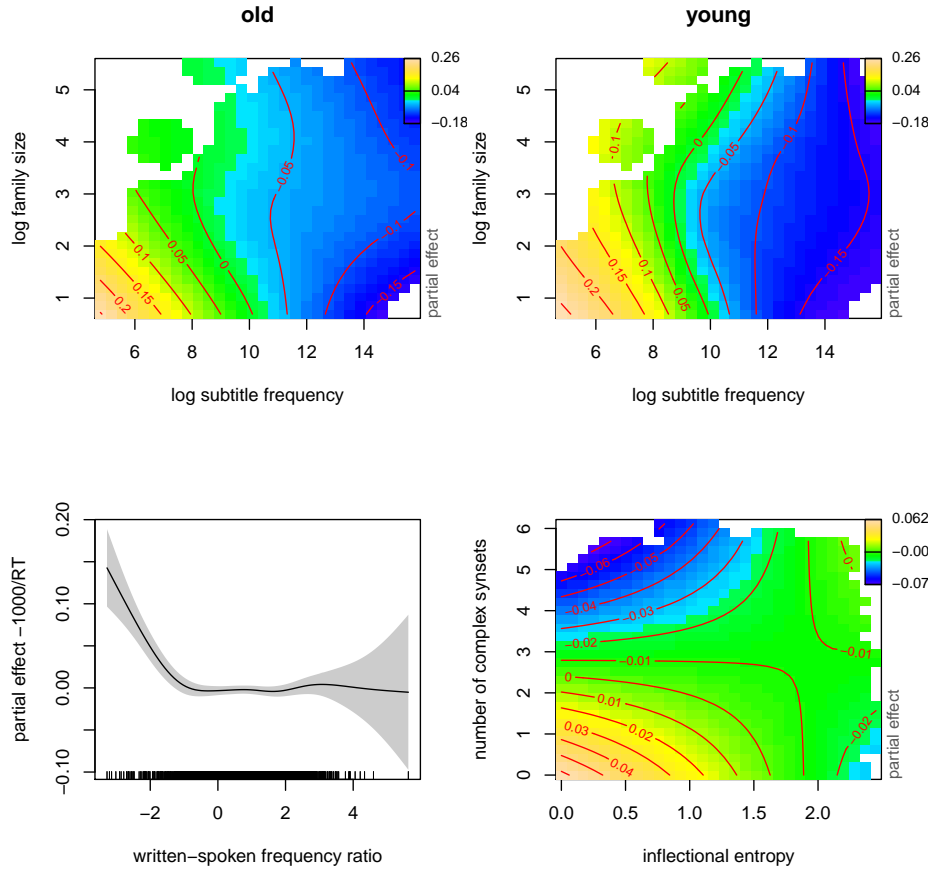 old
log family size
1 2 3 4 5
6 8 10 12 14
log subtitle frequency
0.26
0.04
−0.18
partial effect
0.2
0.15
0.1
0.05
0
−0.05
−0.1
−0.1
−0.15
young
log family size
1 2 3 4 5
6 8 10 12 14
log subtitle frequency
0.26
0.04
−0.18
partial effect
0.2
0.15
0.1
0.05
0
−0.05
−0.1
−0.15
0.1
partial effect −1000/RT
−0.10 0.00 0.10 0.20
−2 0 2 4
written−spoken frequency ratio
number of complex synsets
0 1 2 3 4 5 6
0.0 0.5 1.0 1.5 2.0
inflectional entropy
0.062
−0.00
−0.07
partial effect
−0.06
−0.05
−0.04
−0.03
−0.02
−0.01
0
0.01
0.02
0.03
0.04
0
−0.01
−0.02